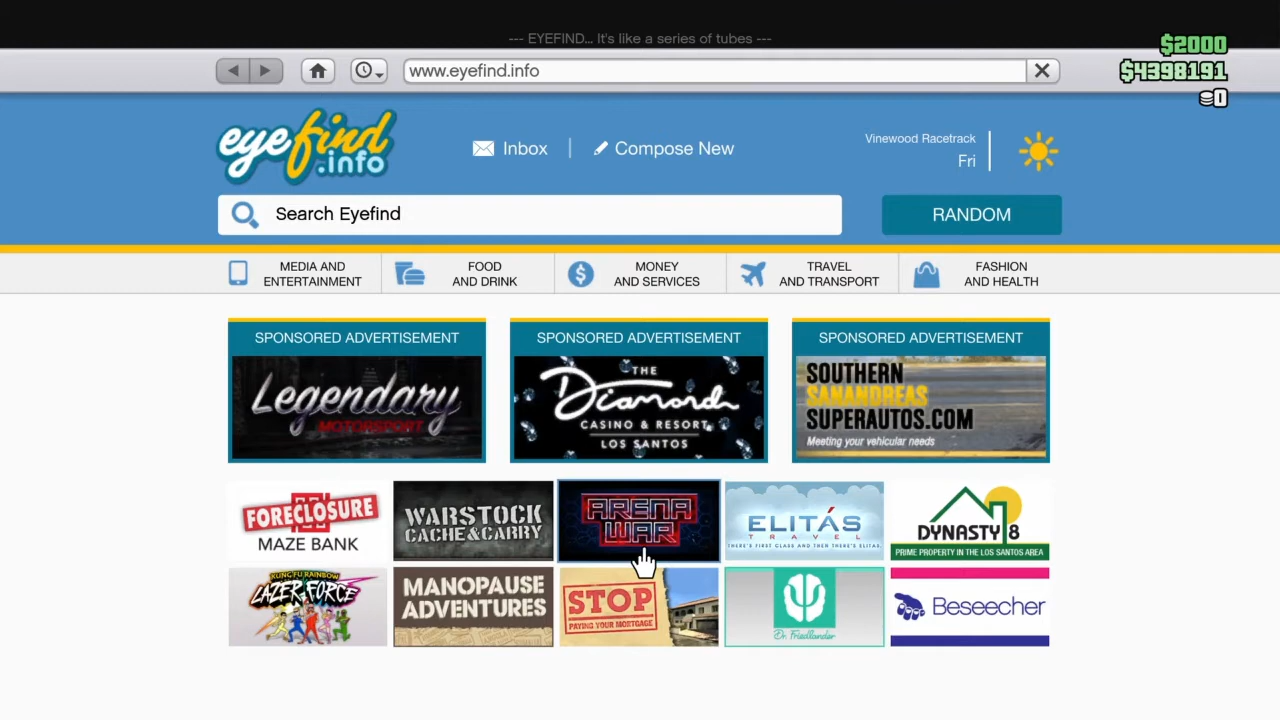 --- EYEFIND... It's like a series of tubes ---
$2000
www.eyefind.info
$4398191
0
eyefind
.info
Inbox
Compose New
Vinewood Racetrack
Fri
Search Eyefind
RANDOM
MEDIA AND
ENTERTAINMENT
FOOD
AND DRINK
MONEY
AND SERVICES
TRAVEL
AND TRANSPORT
FASHION
AND HEALTH
SPONSORED ADVERTISEMENT
Legendary
MOTORSPORT
SPONSORED ADVERTISEMENT
THE
Diamond
CASINO & RESORT
LOS SANTOS
SPONSORED ADVERTISEMENT
SOUTHERN
SANANDREAS
SUPERAUTOS.COM
Meeting your vehicular needs
FORECLOSURE
MAZE BANK
WARSTOCK
CACHE&CARRY
ARENA
WAR
ELITÁS
TRAVEL
THERE'S FIRST CLASS AND THEN THERE'S ELITÁS
DYNASTY 8
PRIME PROPERTY IN THE LOS SANTOS AREA
KUNG FU RAINBOW
LAZER FORCE
MANOPAUSE
ADVENTURES
STOP
PAYING YOUR MORTGAGE
Dr. Friedlander
Beseecher